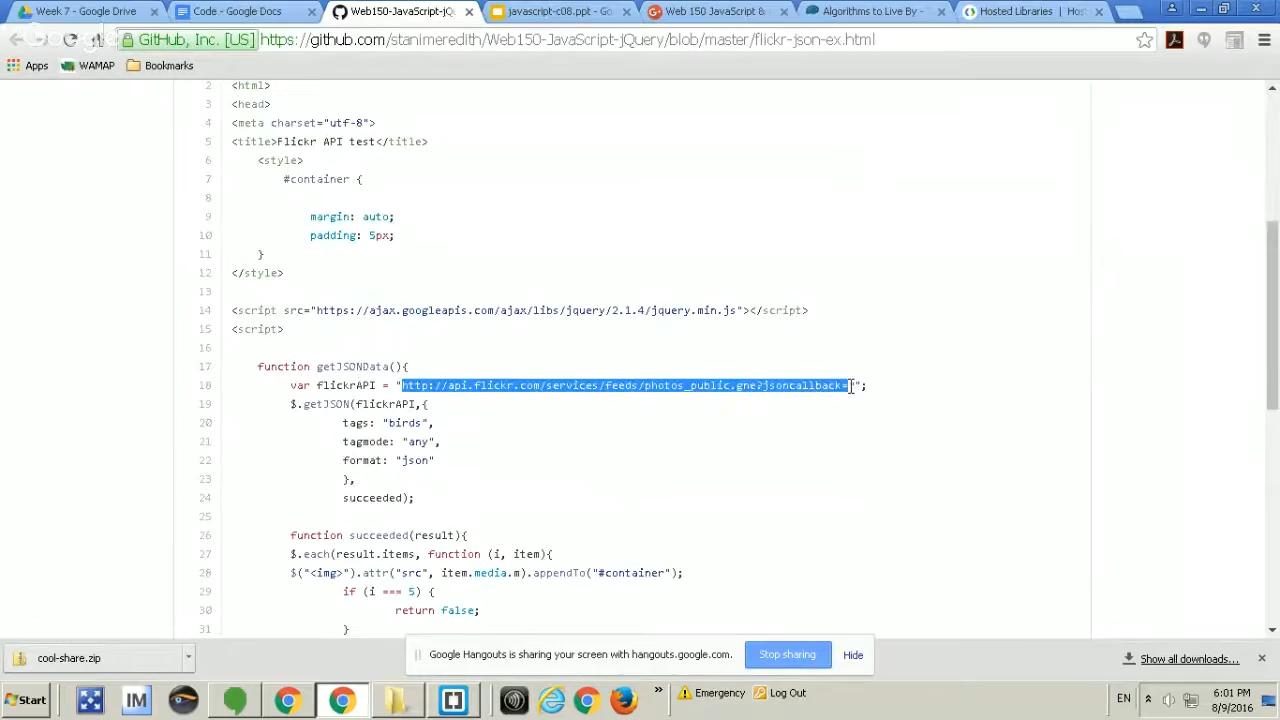 Week 7 - Google Drive
Code - Google Docs
Web150-JavaScript-jQ
javascript-c08.ppt - G
Web 150 JavaScript &
Algorithms to Live By -
Hosted Libraries | Hos
GitHub, Inc. [US]
https://github.com/stanimeredith/Web150-JavaScript-jQuery/blob/master/flickr-json-ex.html
Apps
WAMAP
Bookmarks
2 <html>
3 <head>
4 <meta charset="utf-8">
5 <title>Flickr API test</title>
6 <style>
7 #container {
8
9 margin: auto;
10 padding: 5px;
11 }
12 </style>
13
14 <script src="https://ajax.googleapis.com/ajax/libs/jquery/2.1.4/jquery.min.js"></script>
15 <script>
16
17 function getJSONData(){
18 var flickrAPI = "http://api.flickr.com/services/feeds/photos_public.gne?jsoncallback=?";
19 $.getJSON(flickrAPI,{
20 tags: "birds",
21 tagmode: "any",
22 format: "json"
23 },
24 succeeded);
25
26 function succeeded(result){
27 $.each(result.items, function (i, item){
28 $("<img>").attr("src", item.media.m).appendTo("#container");
29 if (i === 5) {
30 return false;
31 }
Google Hangouts is sharing your screen with hangouts.google.com.
Stop sharing
Hide
Show all downloads...
Start
IM
»
Emergency
Log Out
EN
6:01 PM
8/9/2016